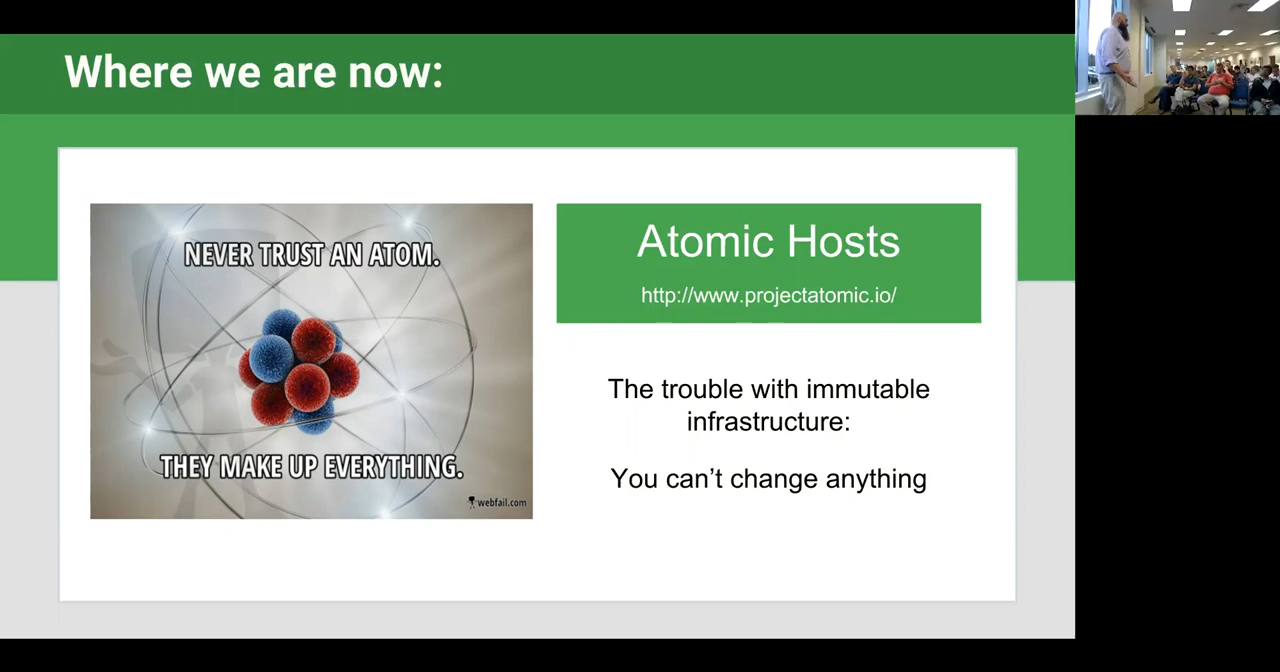 Where we are now:
NEVER TRUST AN ATOM.
THEY MAKE UP EVERYTHING.
webfail.com
Atomic Hosts
http://www.projectatomic.io/
The trouble with immutable
infrastructure:
You can’t change anything